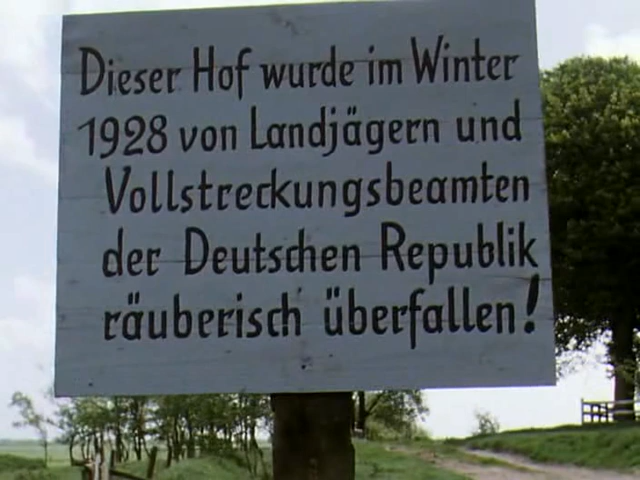 Dieser Hof wurde im Winter
1928 von Landjägern und
Vollstreckungsbeamten
der Deutschen Republik
räuberisch überfallen!